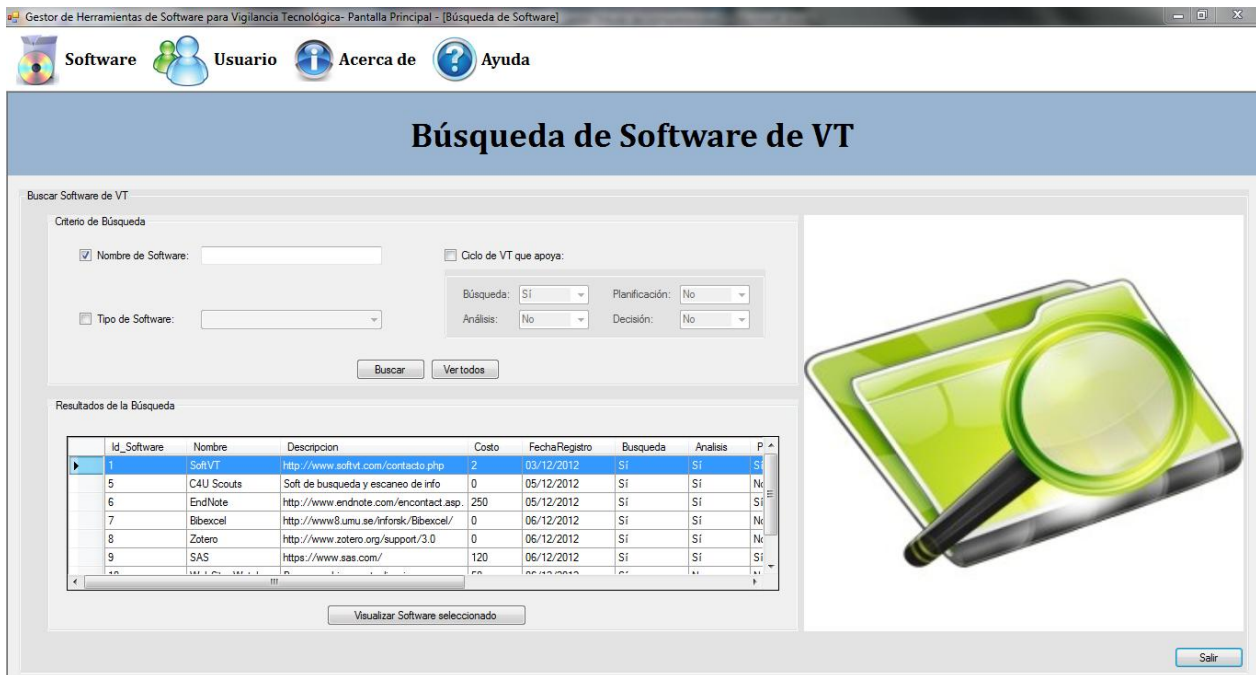 Gestor de Herramientas de Software para Vigilancia Tecnológica- Pantalla Principal - [Búsqueda de Software]
Software Usuario Acerca de Ayuda
Búsqueda de Software de VT
Buscar Software de VT
Criterio de Búsqueda
Nombre de Software: Ciclo de VT que apoya:
Búsqueda: Sí Planificación: No
Tipo de Software: Análisis: No Decisión: No
Buscar Ver todos
Resultados de la Búsqueda
Id_Software Nombre Descripcion Costo FechaRegistro Busqueda Analisis P
1 SoftVT http://www.softvt.com/contacto.php 2 03/12/2012 Sí Sí Sí
5 C4U Scouts Soft de busqueda y escaneo de info 0 05/12/2012 Sí Sí No
6 EndNote http://www.endnote.com/encontact.asp. 250 05/12/2012 Sí Sí Sí
7 Bibexcel http://www8.umu.se/inforsk/Bibexcel/ 0 06/12/2012 Sí Sí No
8 Zotero http://www.zotero.org/support/3.0 0 06/12/2012 Sí Sí No
9 SAS https://www.sas.com/ 120 06/12/2012 Sí Sí Sí
Visualizar Software seleccionado
Salir